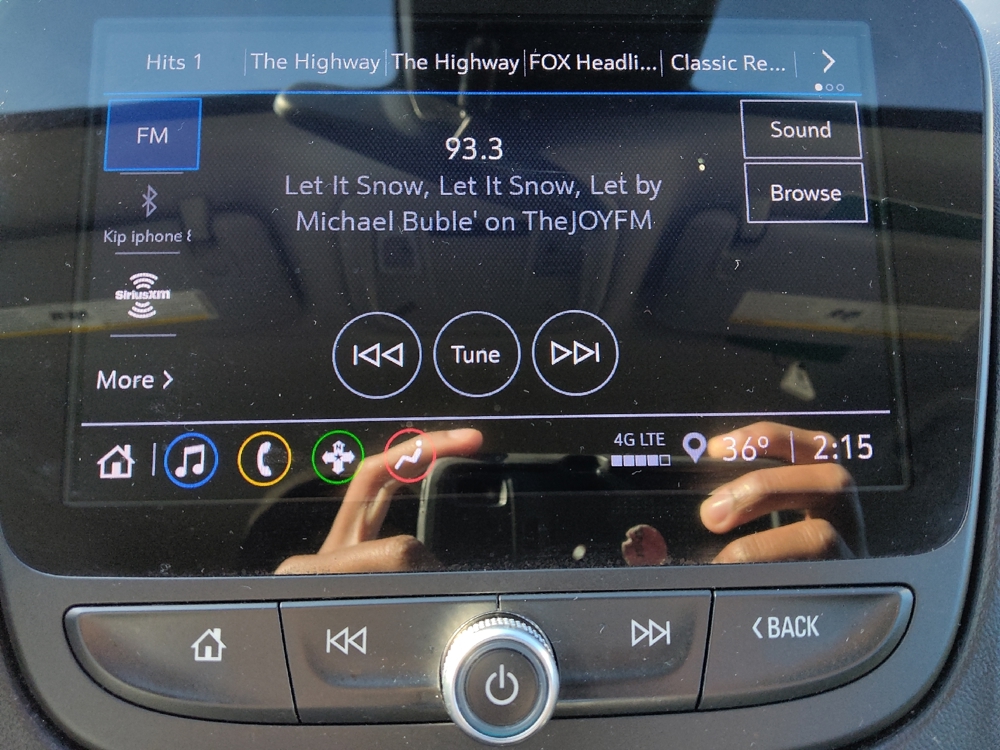 Hits 1
The Highway
The Highway
FOX Headli...
Classic Re...
FM
93.3
Sound
Let It Snow, Let It Snow, Let by
Michael Buble' on TheJOYFM
Browse
Kip iphone
SiriusXM
Tune
More >
N
4G LTE
36°
2:15
BACK